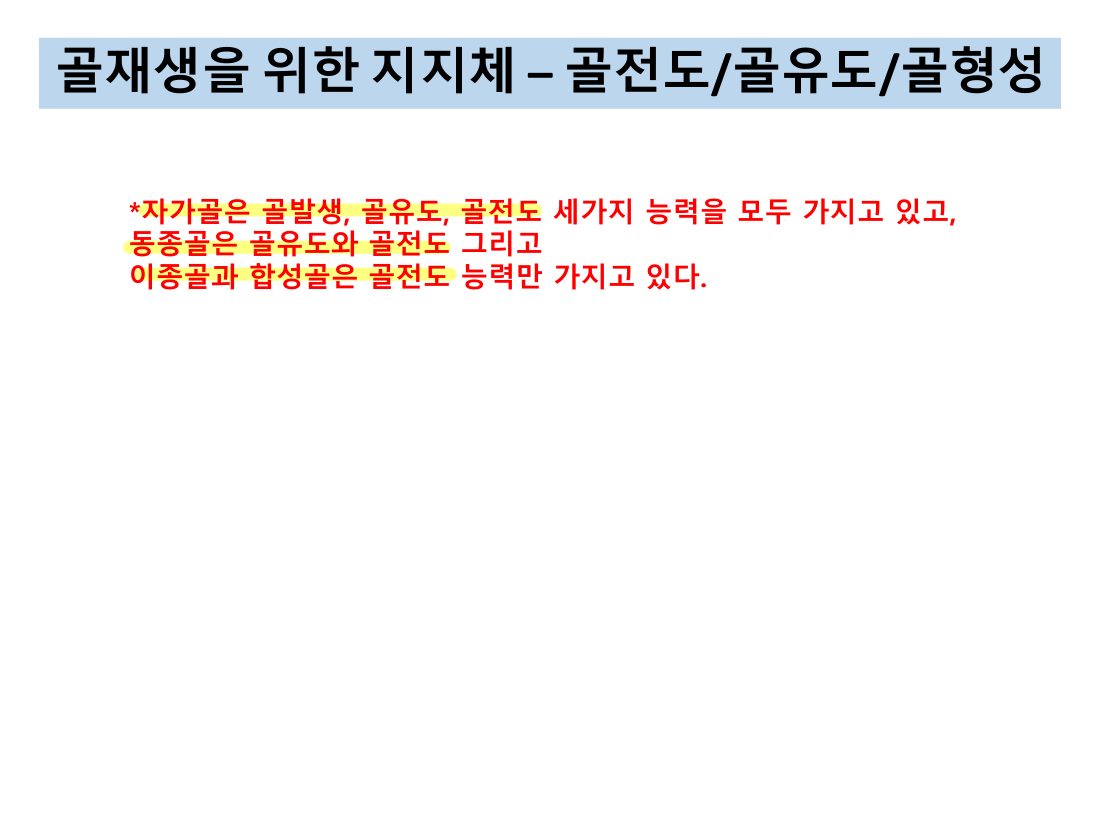 골재생을 위한 지지체 – 골전도/골유도/골형성
*자가골은 골발생, 골유도, 골전도 세가지 능력을 모두 가지고 있고,
동종골은 골유도와 골전도 그리고
이종골과 합성골은 골전도 능력만 가지고 있다.